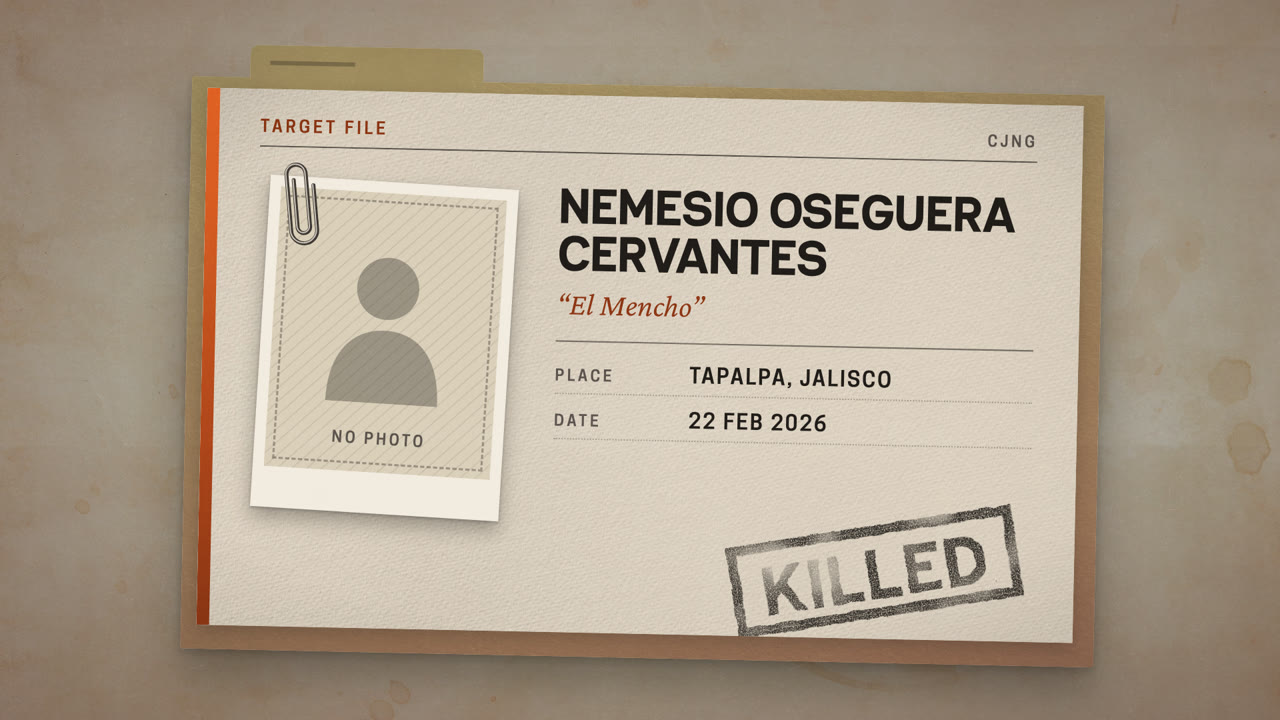 TARGET FILE
CJNG
NEMESIO OSEGUERA
CERVANTES
“El Mencho”
PLACE TAPALPA, JALISCO
DATE 22 FEB 2026
NO PHOTO
KILLED